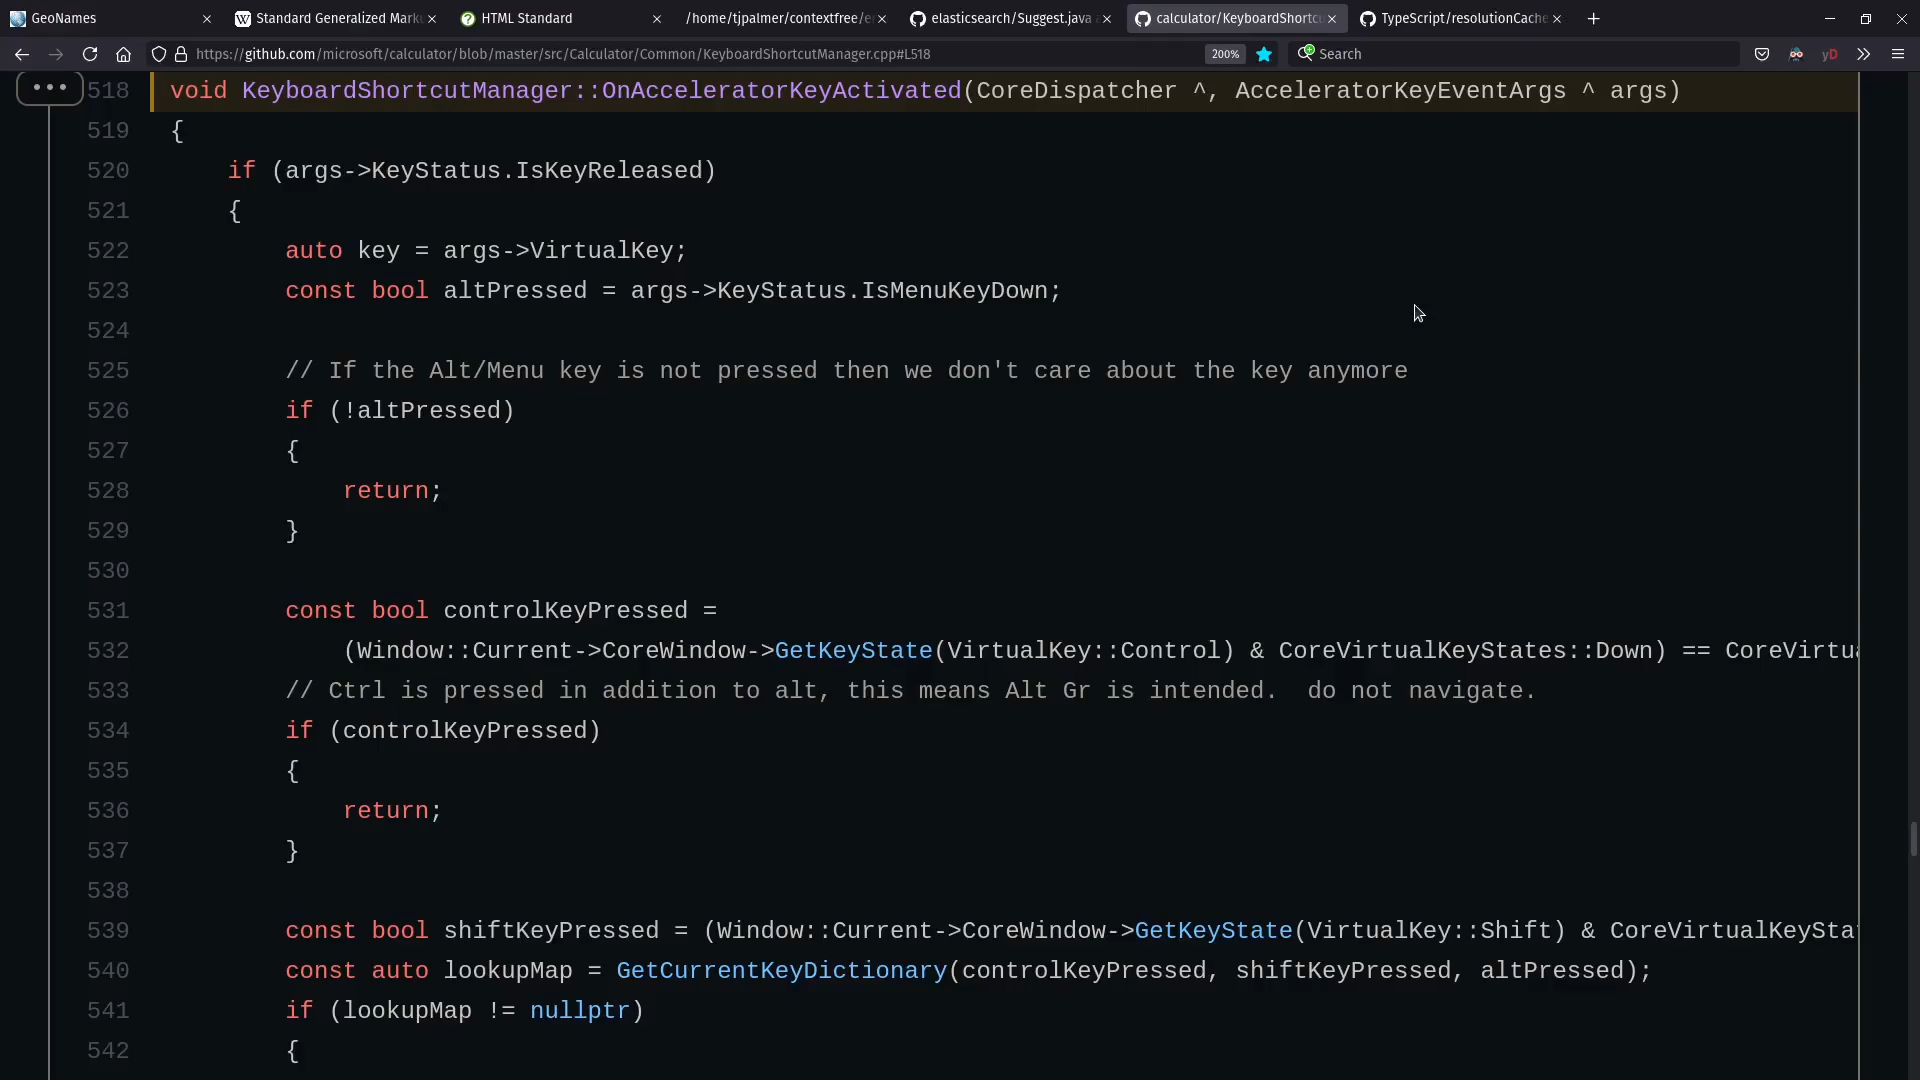 GeoNames
Standard Generalized Mark
HTML Standard
/home/tjpalmer/contextfree/e
elasticsearch/Suggest.java
calculator/KeyboardShortc
TypeScript/resolutionCache
https://github.com/microsoft/calculator/blob/master/src/Calculator/Common/KeyboardShortcutManager.cpp#L518
200%
Search
yD
518 void KeyboardShortcutManager::OnAcceleratorKeyActivated(CoreDispatcher ^, AcceleratorKeyEventArgs ^ args)
519 {
520 if (args->KeyStatus.IsKeyReleased)
521 {
522 auto key = args->VirtualKey;
523 const bool altPressed = args->KeyStatus.IsMenuKeyDown;
524
525 // If the Alt/Menu key is not pressed then we don't care about the key anymore
526 if (!altPressed)
527 {
528 return;
529 }
530
531 const bool controlKeyPressed =
532 (Window::Current->CoreWindow->GetKeyState(VirtualKey::Control) & CoreVirtualKeyStates::Down) == CoreVirtu
533 // Ctrl is pressed in addition to alt, this means Alt Gr is intended.  do not navigate.
534 if (controlKeyPressed)
535 {
536 return;
537 }
538
539 const bool shiftKeyPressed = (Window::Current->CoreWindow->GetKeyState(VirtualKey::Shift) & CoreVirtualKeySta
540 const auto lookupMap = GetCurrentKeyDictionary(controlKeyPressed, shiftKeyPressed, altPressed);
541 if (lookupMap != nullptr)
542 {